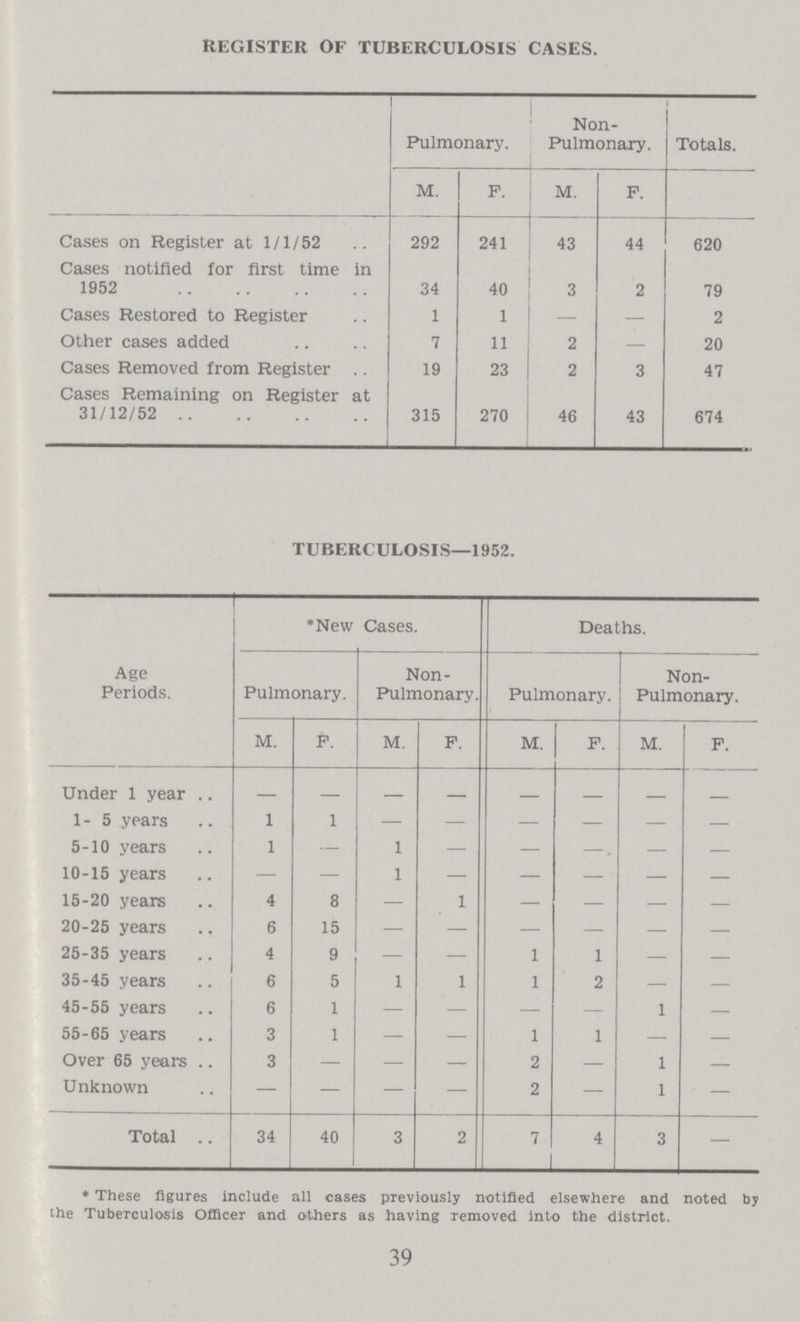 REGISTER OF TUBERCULOSIS CASES.
Pulmonary. Non-Pulmonary. Totals.
M. F. M. F.
Cases on Register at 1/1/52 .. 292 241 43 44 620
Cases notified for first time in
1952 .. .. .. .. 34 40 3 2 79
Cases Restored to Register .. 1 1 — — 2
Other cases added .. .. 7 11 2 — 20
Cases Removed from Register .. 19 23 2 3 47
Cases Remaining on Register at
31/12/52 .. .. .. .. 315 270 46 43 674
TUBERCULOSIS—1952.
Age Periods. *New Cases. Deaths.
Pulmonary. Non-Pulmonary. Pulmonary. Non-Pulmonary.
M. F. M. F. M. F. M. F.
Under 1 year .. — — — — — — — —
1- 5 years .. 1 1 — — — — — —
5-10 years .. 1 — 1 — — — — —
10-15 years .. — — 1 — — — — —
15-20 years .. 4 8 — 1 — — — —
20-25 years .. 6 15 — — — — — —
25-35 years .. 4 9 — — 1 1 — —
35-45 years .. 6 5 1 1 1 2 — —
45-55 years .. 6 1 — — — — 1 —
55-65 years .. 3 1 — — 1 1 — —
Over 65 years .. 3 — — — 2 — 1 —
Unknown .. — — — — 2 — 1 —
Total .. 34 40 3 2 7 4 3 —
* These figures include all cases previously notified elsewhere and noted by
the Tuberculosis Officer and others as having removed into the district.
39